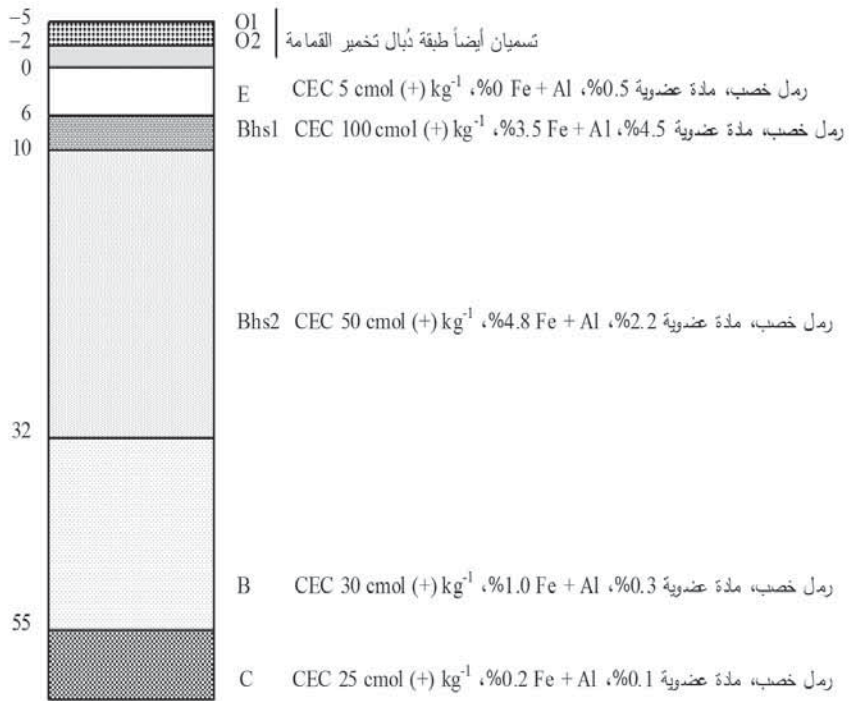 −5
O1
−2
O2
تسميان أيضاً طبقة دُبال تخمير القمامة
0
E رمل خصب، مادة عضوية 0.5%، Fe + Al 0%، CEC 5 cmol (+) kg⁻¹
6
Bhs1 رمل خصب، مادة عضوية 4.5%، Fe + Al 3.5%، CEC 100 cmol (+) kg⁻¹
10
Bhs2 رمل خصب، مادة عضوية 2.2%، Fe + Al 4.8%، CEC 50 cmol (+) kg⁻¹
32
B رمل خصب، مادة عضوية 0.3%، Fe + Al 1.0%، CEC 30 cmol (+) kg⁻¹
55
C رمل خصب، مادة عضوية 0.1%، Fe + Al 0.2%، CEC 25 cmol (+) kg⁻¹